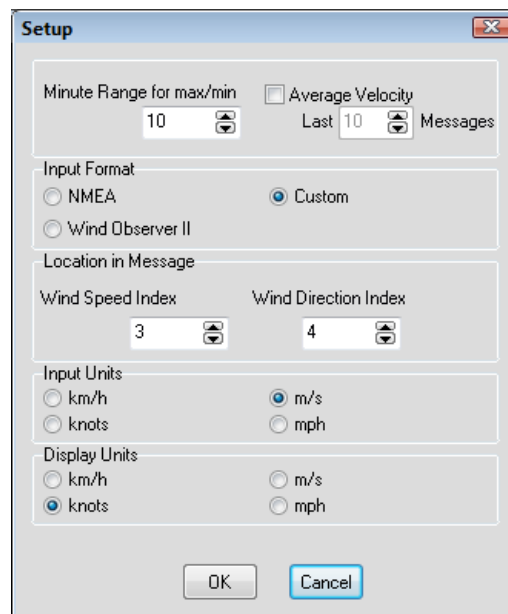 Setup
Minute Range for max/min
Average Velocity
10
Last 10 Messages
Input Format
NMEA
Custom
Wind Observer II
Location in Message
Wind Speed Index
Wind Direction Index
3
4
Input Units
km/h
m/s
knots
mph
Display Units
km/h
m/s
knots
mph
OK
Cancel